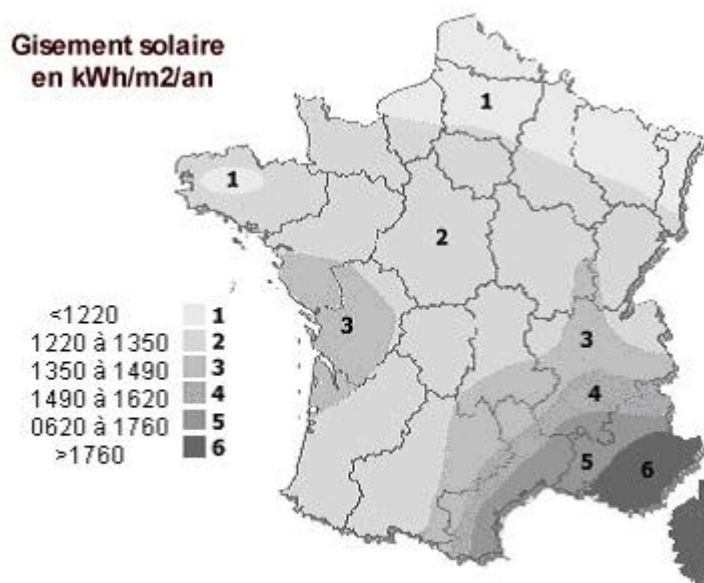 Gisement solaire
en kWh/m2/an
1
1
2
3
3
4
5
6
<1220 1
1220 à 1350 2
1350 à 1490 3
1490 à 1620 4
0620 à 1760 5
>1760 6